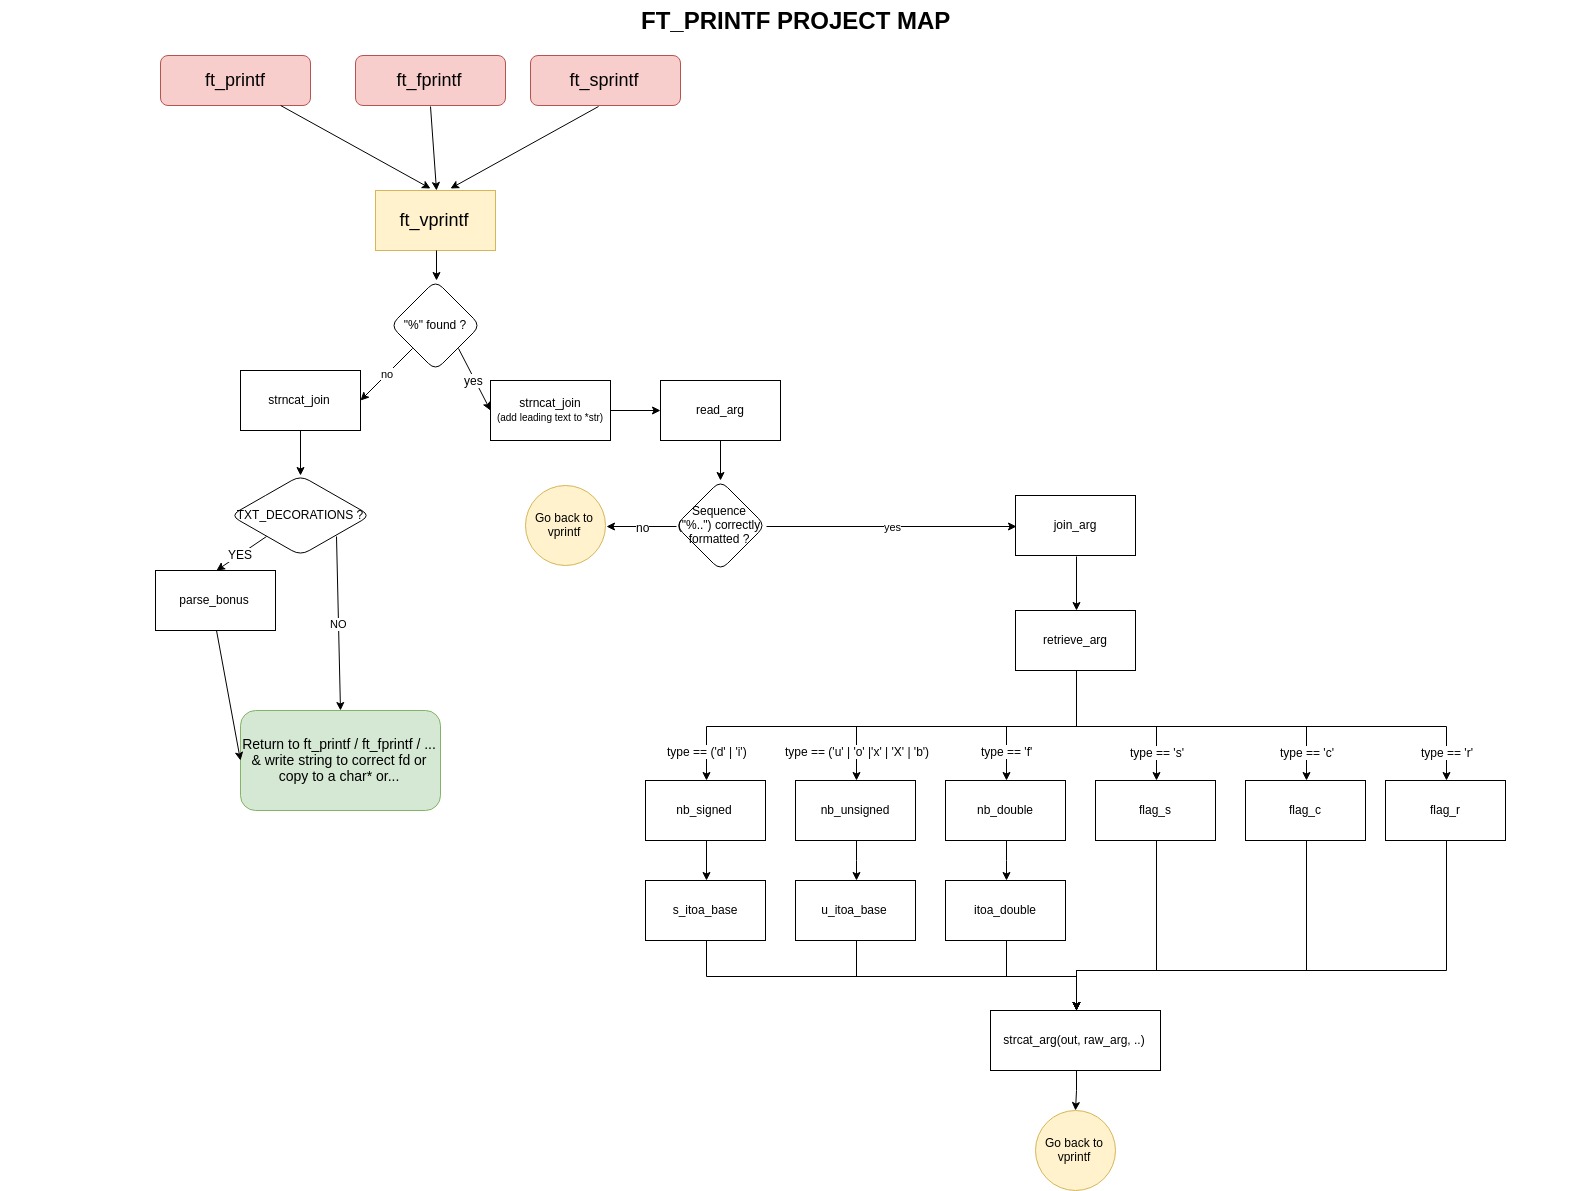 FT_PRINTF PROJECT MAP
ft_printf
ft_fprintf
ft_sprintf
ft_vprintf
"%" found ?
no
yes
strncat_join
strncat_join
(add leading text to *str)
read_arg
TXT_DECORATIONS ?
YES
NO
parse_bonus
Return to ft_printf / ft_fprintf / ...
& write string to correct fd or
copy to a char* or...
Go back to
vprintf
no
Sequence
("%..") correctly
formatted ?
yes
join_arg
retrieve_arg
type == ('d' | 'i')
type == ('u' | 'o' |'x' | 'X' | 'b')
type == 'f'
type == 's'
type == 'c'
type == 'r'
nb_signed
nb_unsigned
nb_double
flag_s
flag_c
flag_r
s_itoa_base
u_itoa_base
itoa_double
strcat_arg(out, raw_arg, ..)
Go back to
vprintf